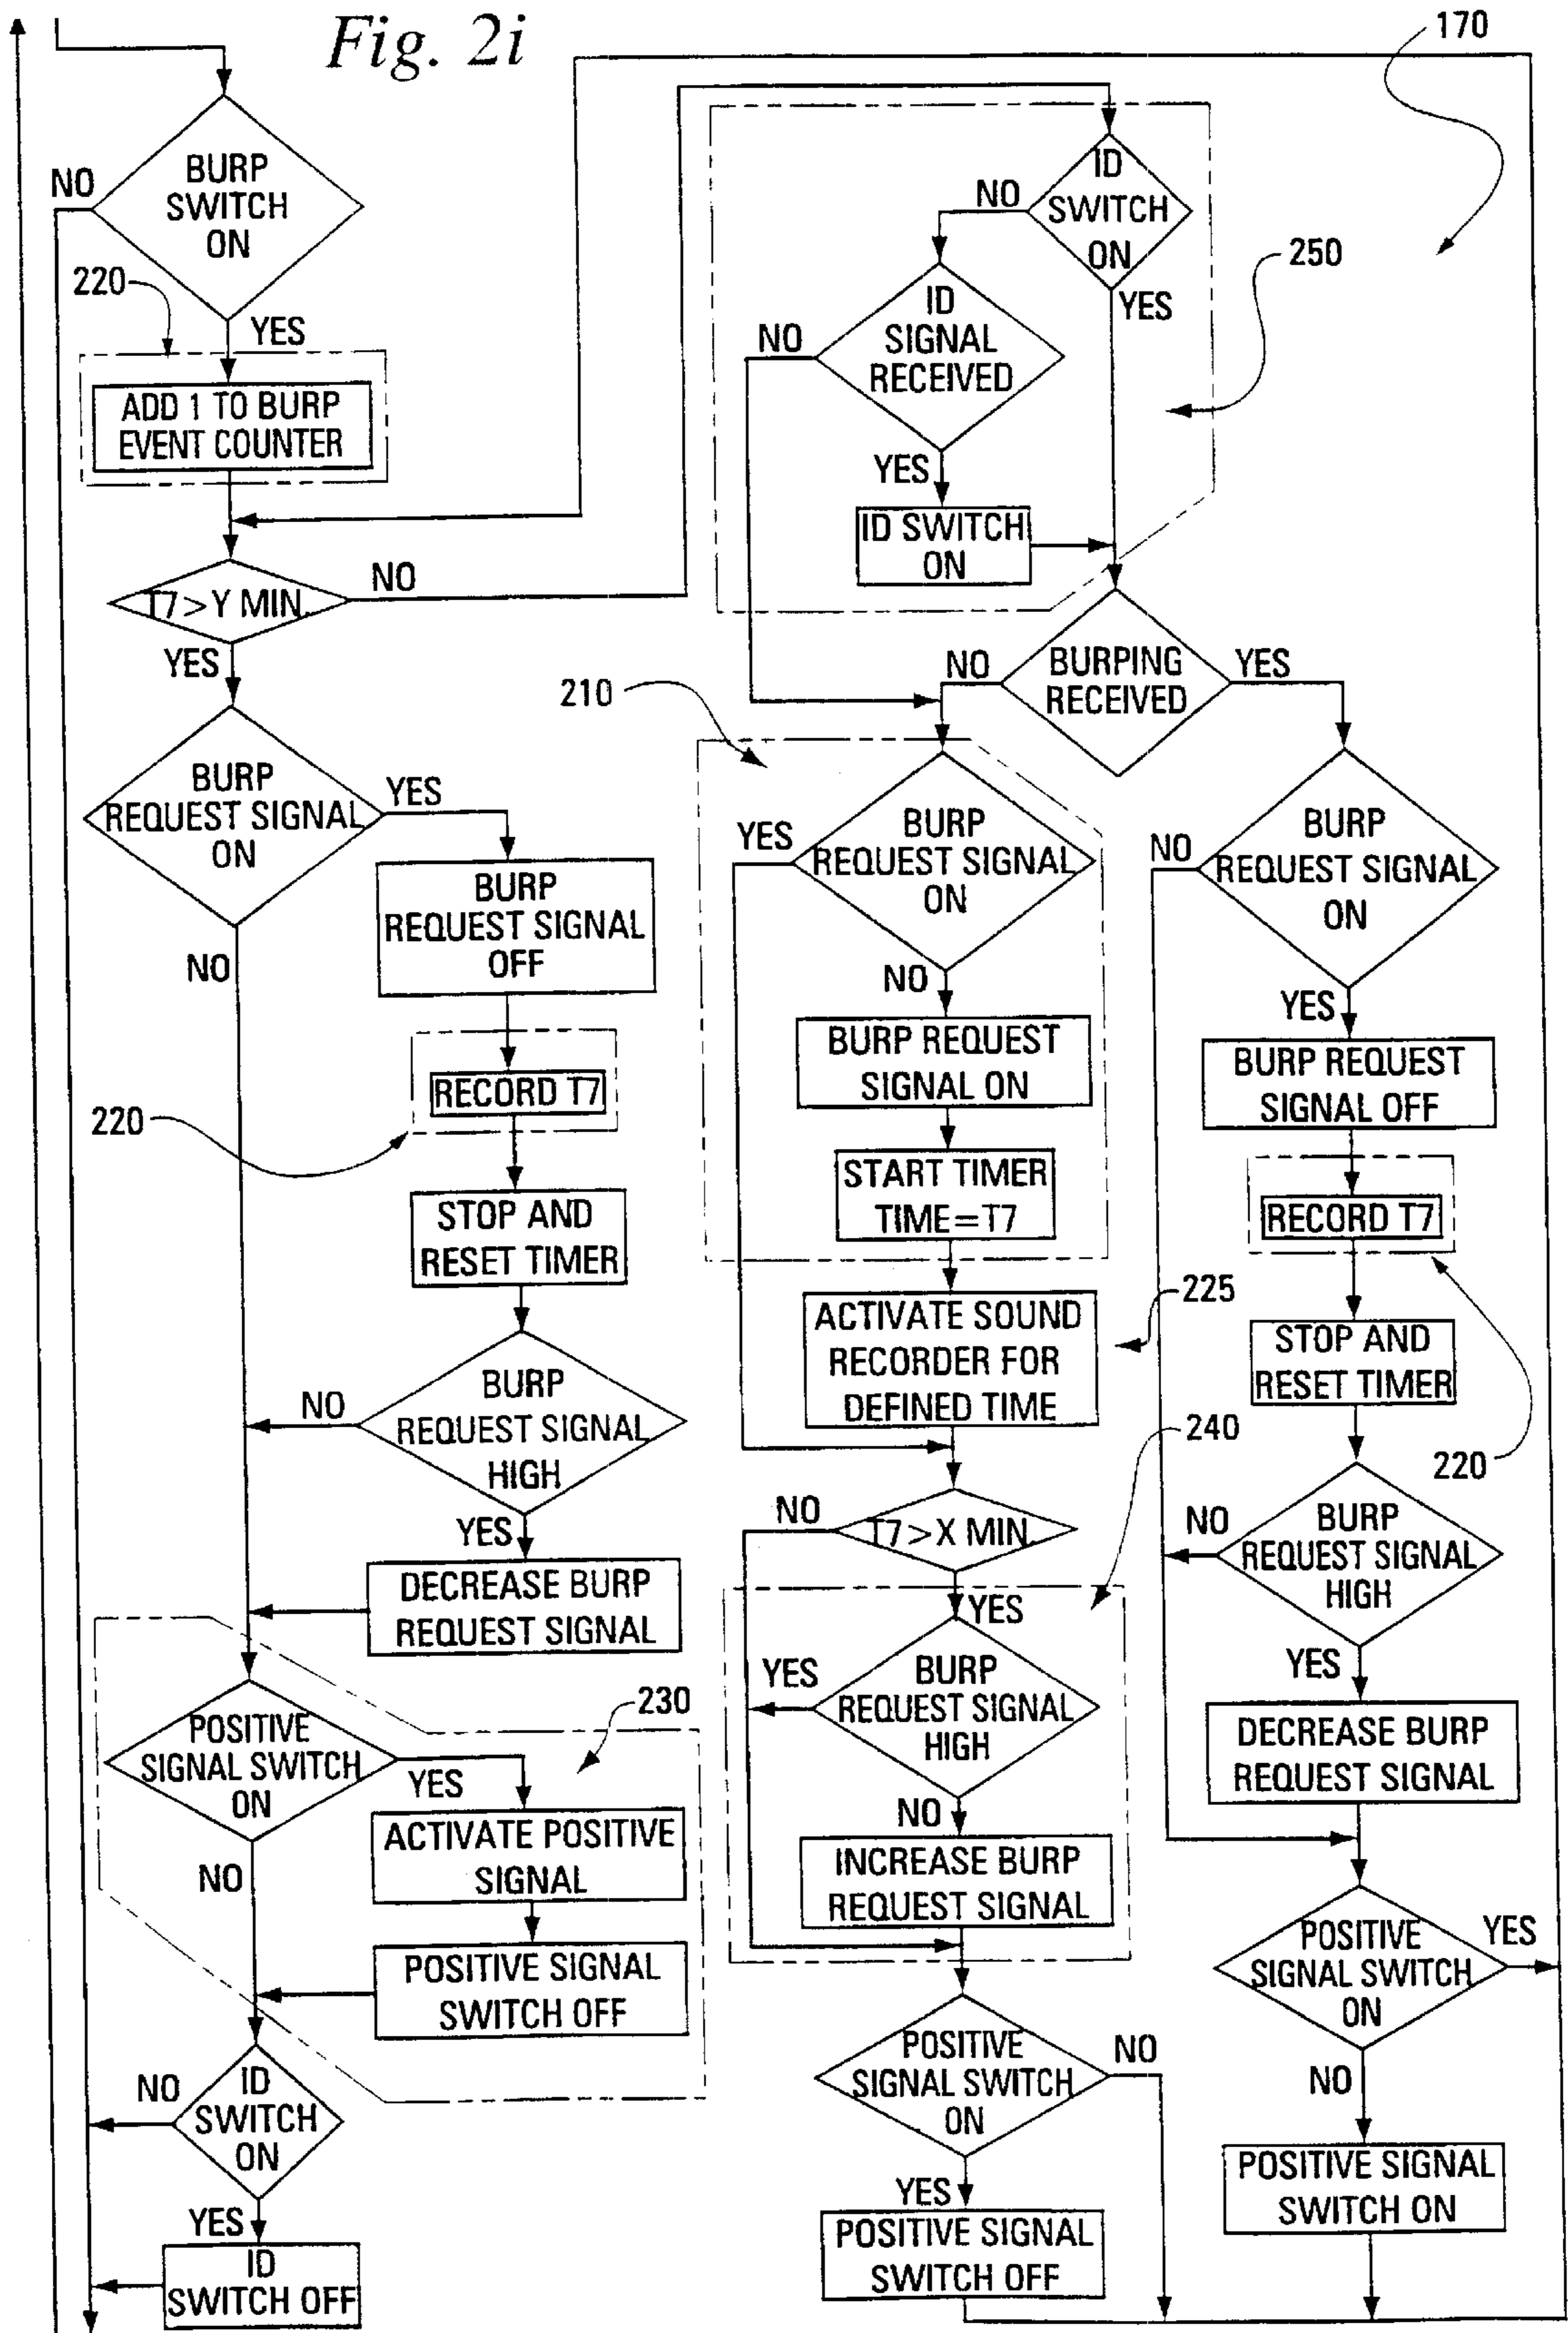 Fig. 2i
170
BURP
SWITCH
ON
NO
220
YES
ADD 1 TO BURP
EVENT COUNTER
T7>Y MIN.
NO
YES
BURP
REQUEST SIGNAL
ON
YES
NO
BURP
REQUEST SIGNAL
OFF
RECORD T7
220
STOP AND
RESET TIMER
BURP
REQUEST SIGNAL
HIGH
NO
YES
DECREASE BURP
REQUEST SIGNAL
230
POSITIVE
SIGNAL SWITCH
ON
YES
NO
ACTIVATE POSITIVE
SIGNAL
POSITIVE SIGNAL
SWITCH OFF
ID
SWITCH
ON
NO
YES
ID
SWITCH OFF
ID
SWITCH
ON
NO
YES
250
ID
SIGNAL
RECEIVED
NO
YES
ID SWITCH
ON
BURPING
RECEIVED
NO
YES
210
BURP
REQUEST SIGNAL
ON
YES
NO
BURP REQUEST
SIGNAL ON
START TIMER
TIME=T7
ACTIVATE SOUND
RECORDER FOR
DEFINED TIME
225
T7>X MIN.
NO
YES
240
BURP
REQUEST SIGNAL
HIGH
YES
NO
INCREASE BURP
REQUEST SIGNAL
POSITIVE
SIGNAL SWITCH
ON
NO
YES
POSITIVE SIGNAL
SWITCH OFF
BURP
REQUEST SIGNAL
ON
NO
YES
BURP REQUEST
SIGNAL OFF
RECORD T7
220
STOP AND
RESET TIMER
BURP
REQUEST SIGNAL
HIGH
NO
YES
DECREASE BURP
REQUEST SIGNAL
POSITIVE
SIGNAL SWITCH
ON
YES
NO
POSITIVE SIGNAL
SWITCH ON